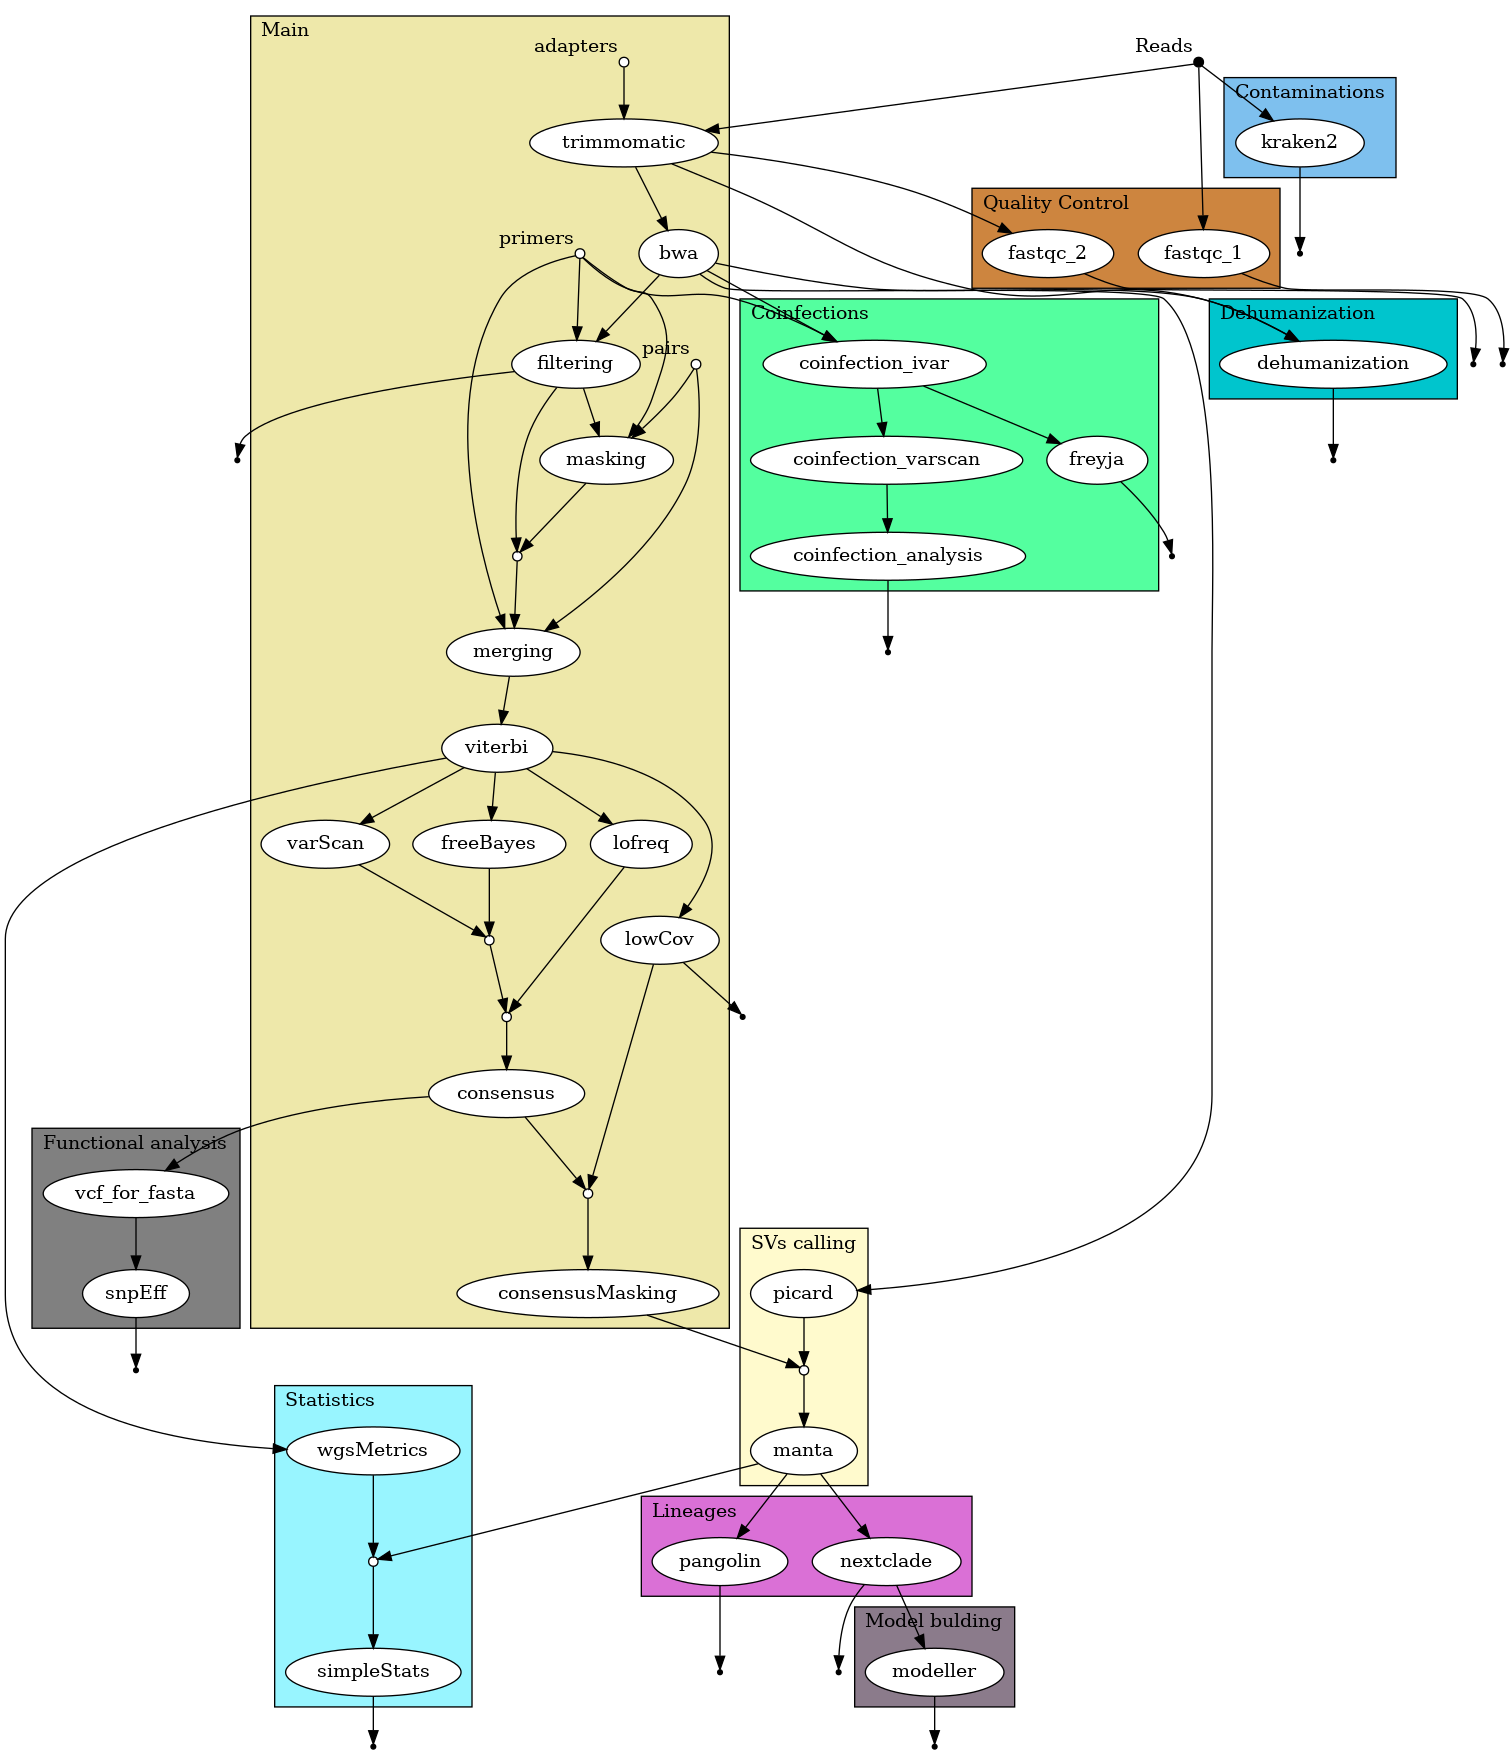 Main
adapters
Reads
Contaminations
trimmomatic
kraken2
Quality Control
primers
bwa
fastqc_2
fastqc_1
Coinfections
Dehumanization
filtering
pairs
coinfection_ivar
dehumanization
masking
coinfection_varscan
freyja
coinfection_analysis
merging
viterbi
varScan
freeBayes
lofreq
lowCov
consensus
Functional analysis
vcf_for_fasta
SVs calling
snpEff
consensusMasking
picard
Statistics
wgsMetrics
manta
Lineages
pangolin
nextclade
Model bulding
simpleStats
modeller